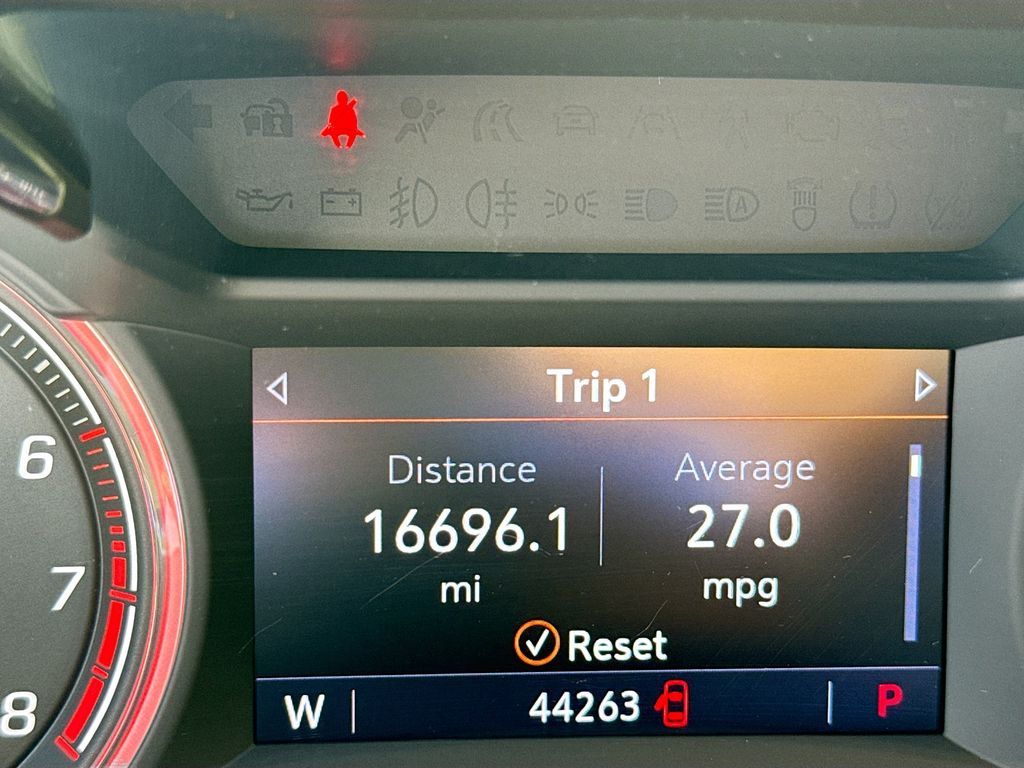 Trip 1
Distance
Average
16696.1
27.0
mi
mpg
Reset
W
44263
P
6
7
8
A